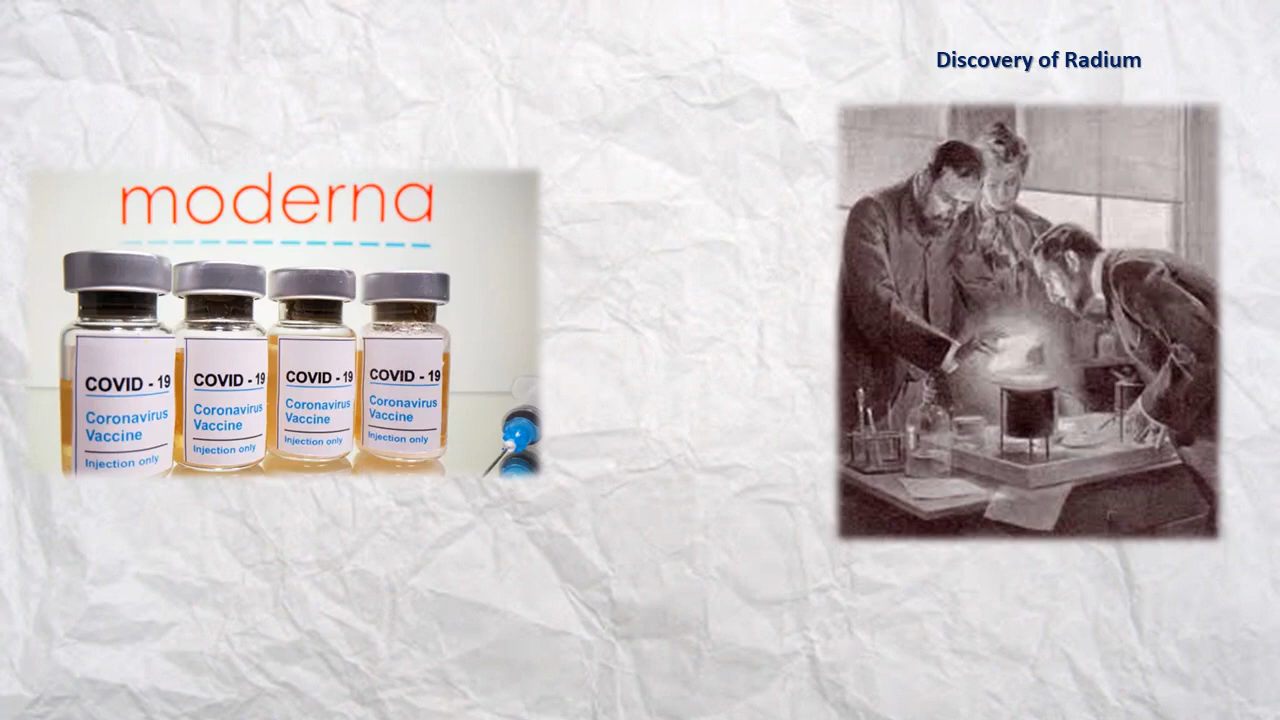 Discovery of Radium
moderna
COVID - 19
Coronavirus
Vaccine
Injection only
COVID - 19
Coronavirus
Vaccine
Injection only
COVID - 19
Coronavirus
Vaccine
Injection only
COVID - 19
Coronavirus
Vaccine
Injection only